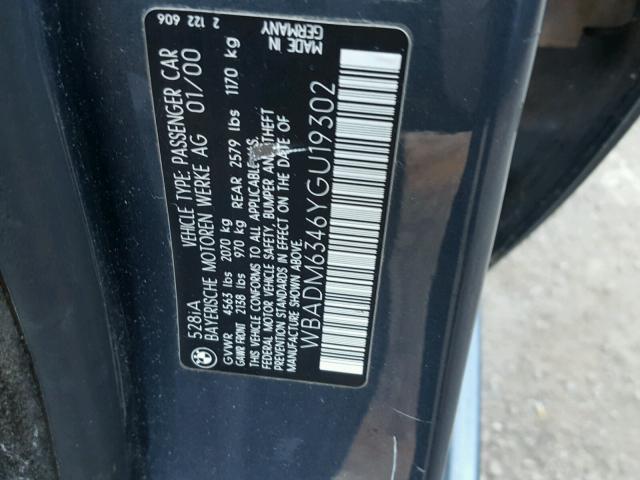 528iA
VEHICLE TYPE: PASSENGER CAR
BAYERISCHE MOTOREN WERKE AG 01/00
2 122 606
GVWR 4563 lbs 2070 kg
GAWR FRONT 2138 lbs 970 kg REAR 2579 lbs 1170 kg
THIS VEHICLE CONFORMS TO ALL APPLICABLE
FEDERAL MOTOR VEHICLE SAFETY, BUMPER AND THEFT
PREVENTION STANDARDS IN EFFECT ON THE DATE OF
MANUFACTURE SHOWN ABOVE.
MADE IN
GERMANY
WBADM6346YGU19302